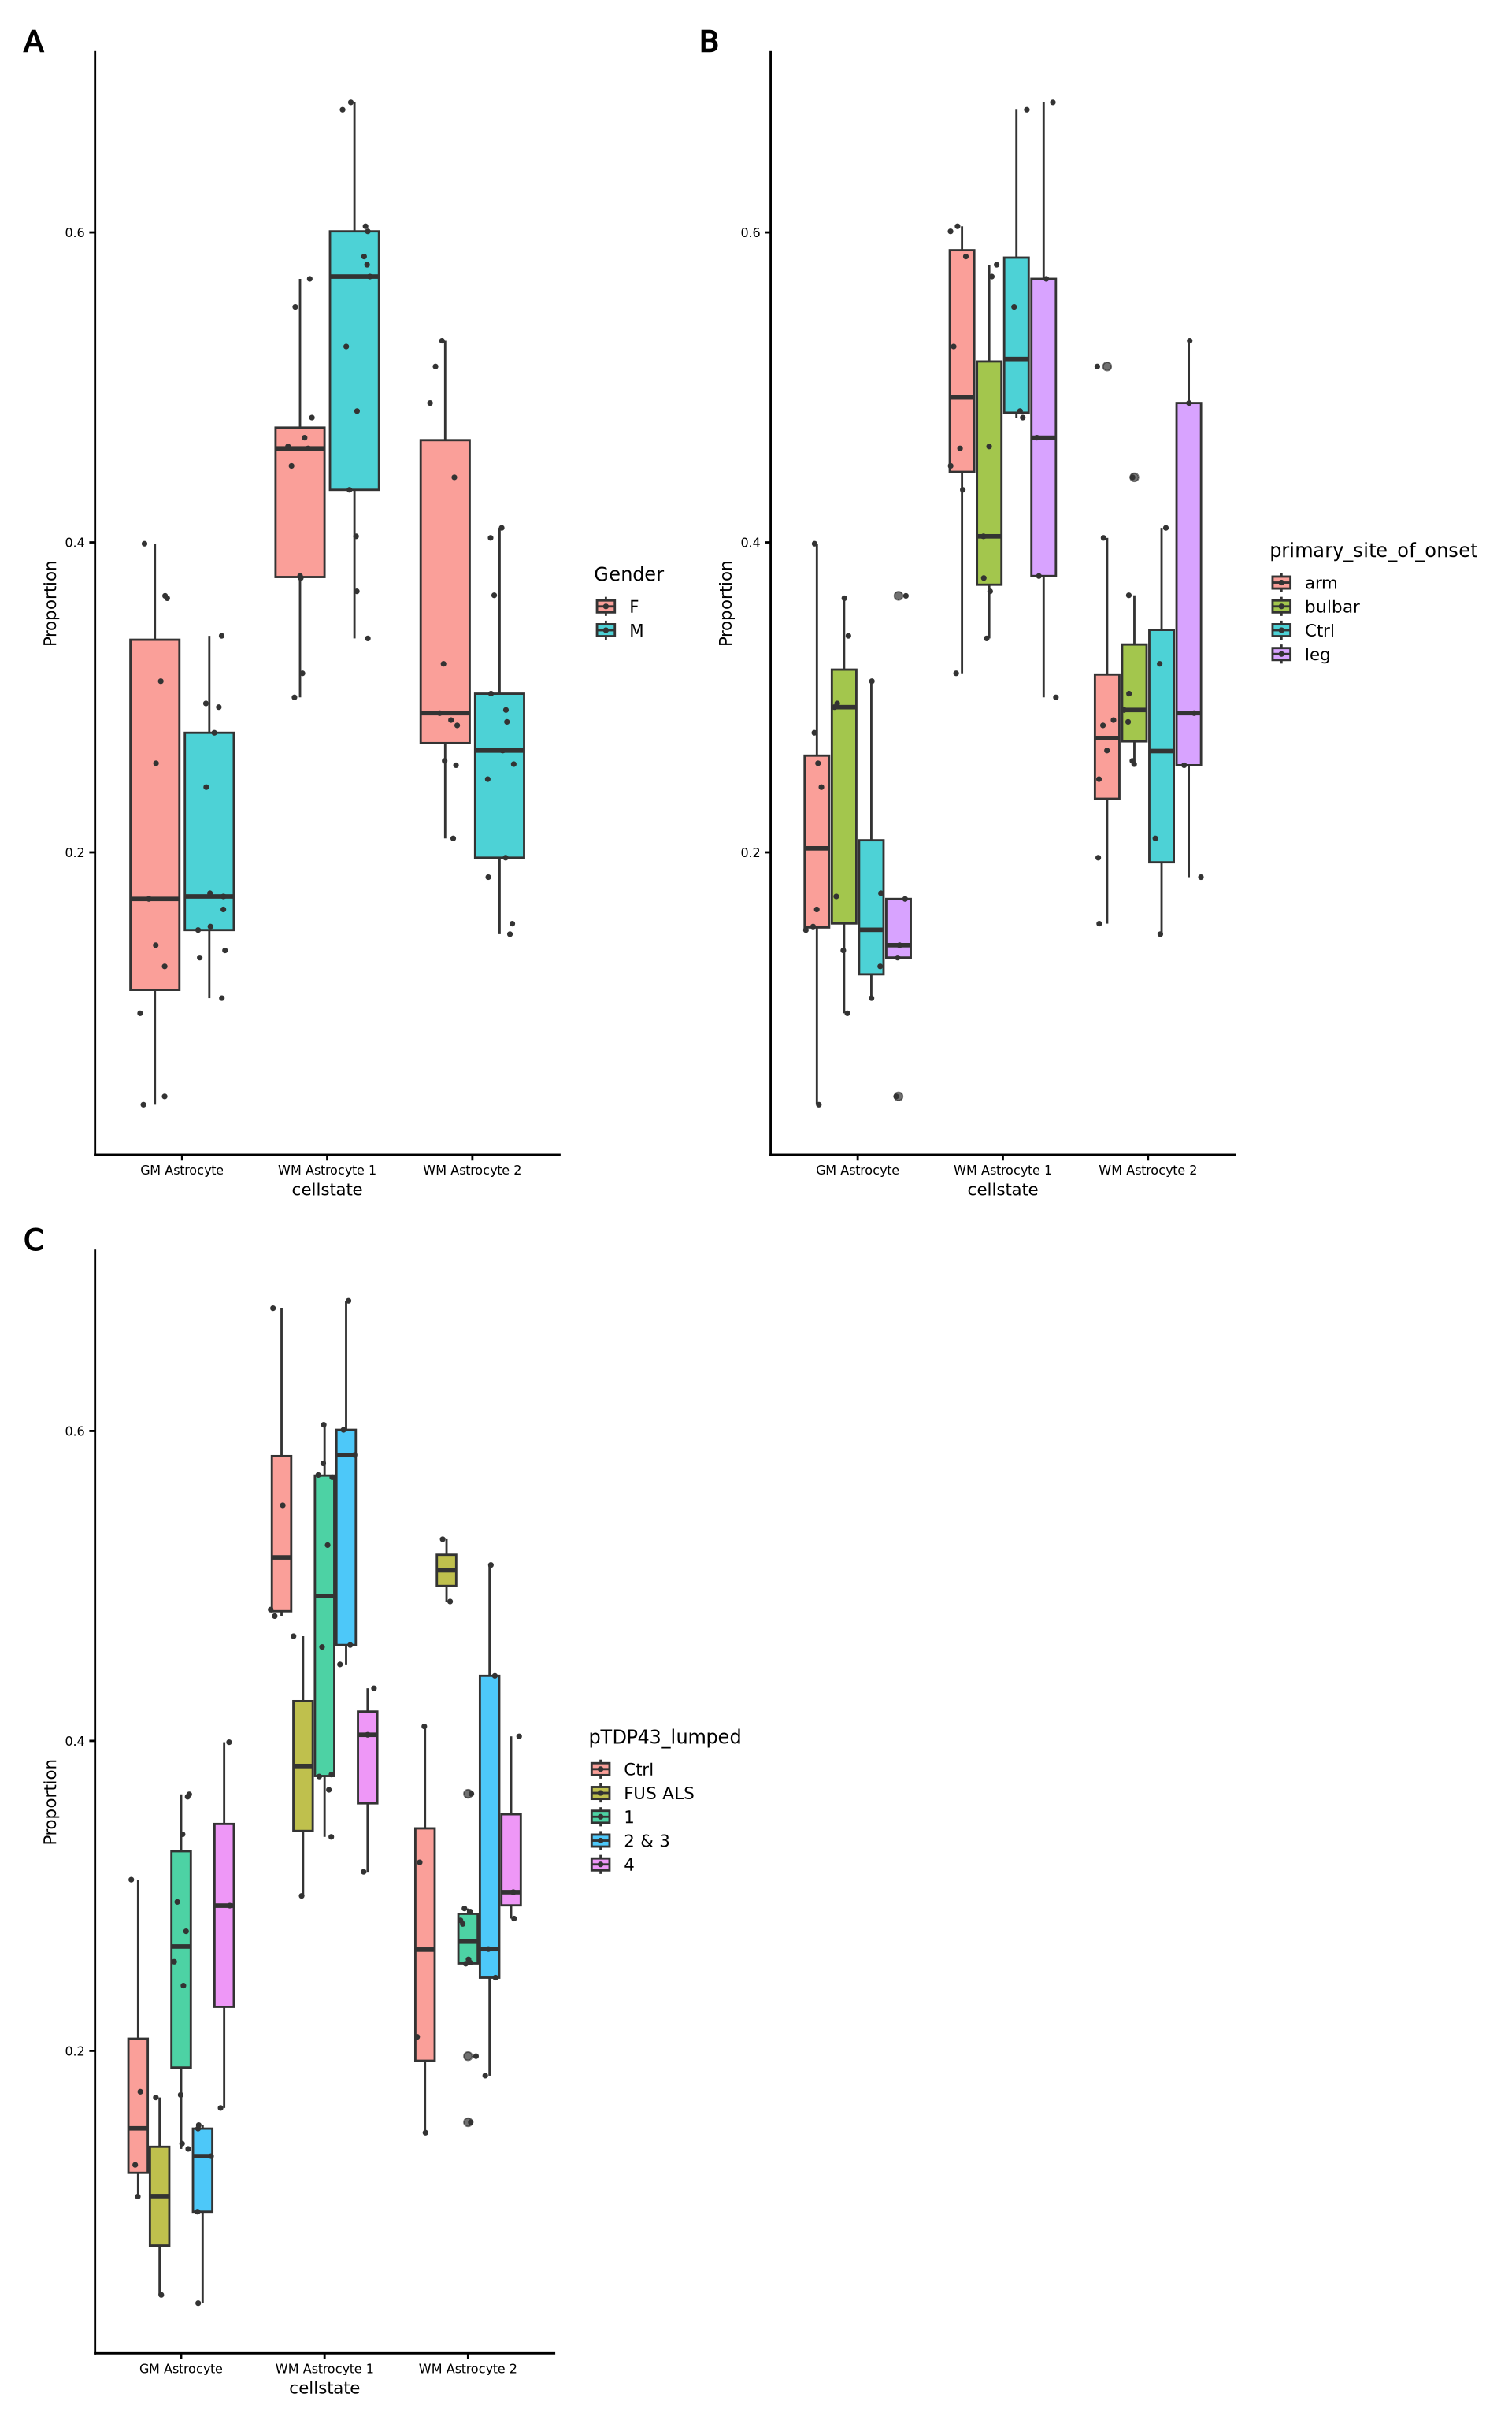 A
Proportion
0.6
0.4
0.2
GM Astrocyte
WM Astrocyte 1
WM Astrocyte 2
cellstate
Gender
F
M
B
Proportion
0.6
0.4
0.2
GM Astrocyte
WM Astrocyte 1
WM Astrocyte 2
cellstate
primary_site_of_onset
arm
bulbar
Ctrl
leg
C
Proportion
0.6
0.4
0.2
GM Astrocyte
WM Astrocyte 1
WM Astrocyte 2
cellstate
pTDP43_lumped
Ctrl
FUS ALS
1
2 & 3
4